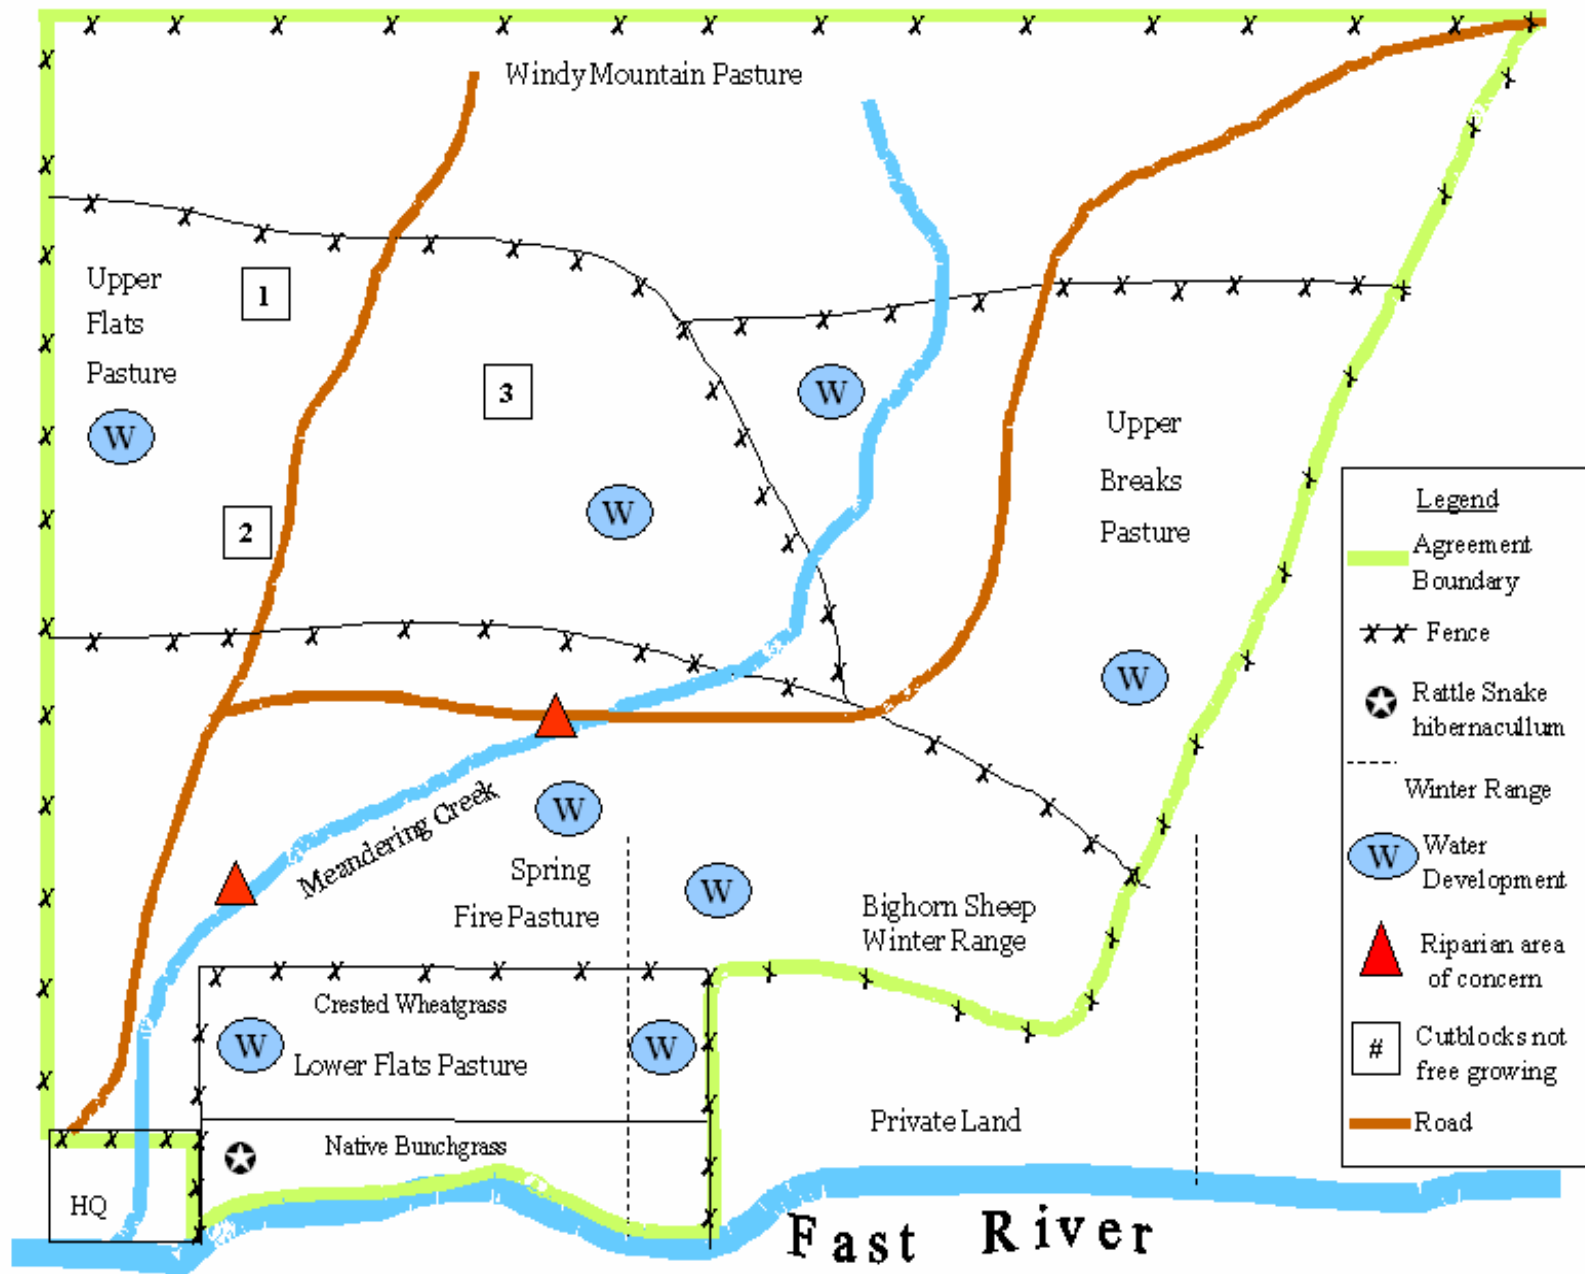 Windy Mountain Pasture
Upper
Flats
Pasture
1
3
W
W
Upper
Breaks
Pasture
W
2
W
W
Meandering Creek
W
Spring
Fire Pasture
W
Bighorn Sheep
Winter Range
Crested Wheatgrass
W
W
Lower Flats Pasture
Native Bunchgrass
Private Land
HQ
Fast River
Legend
Agreement
Boundary
Fence
Rattle Snake
hibernacullum
Winter Range
W
Water
Development
Riparian area
of concern
#
Cutblocks not
free growing
Road